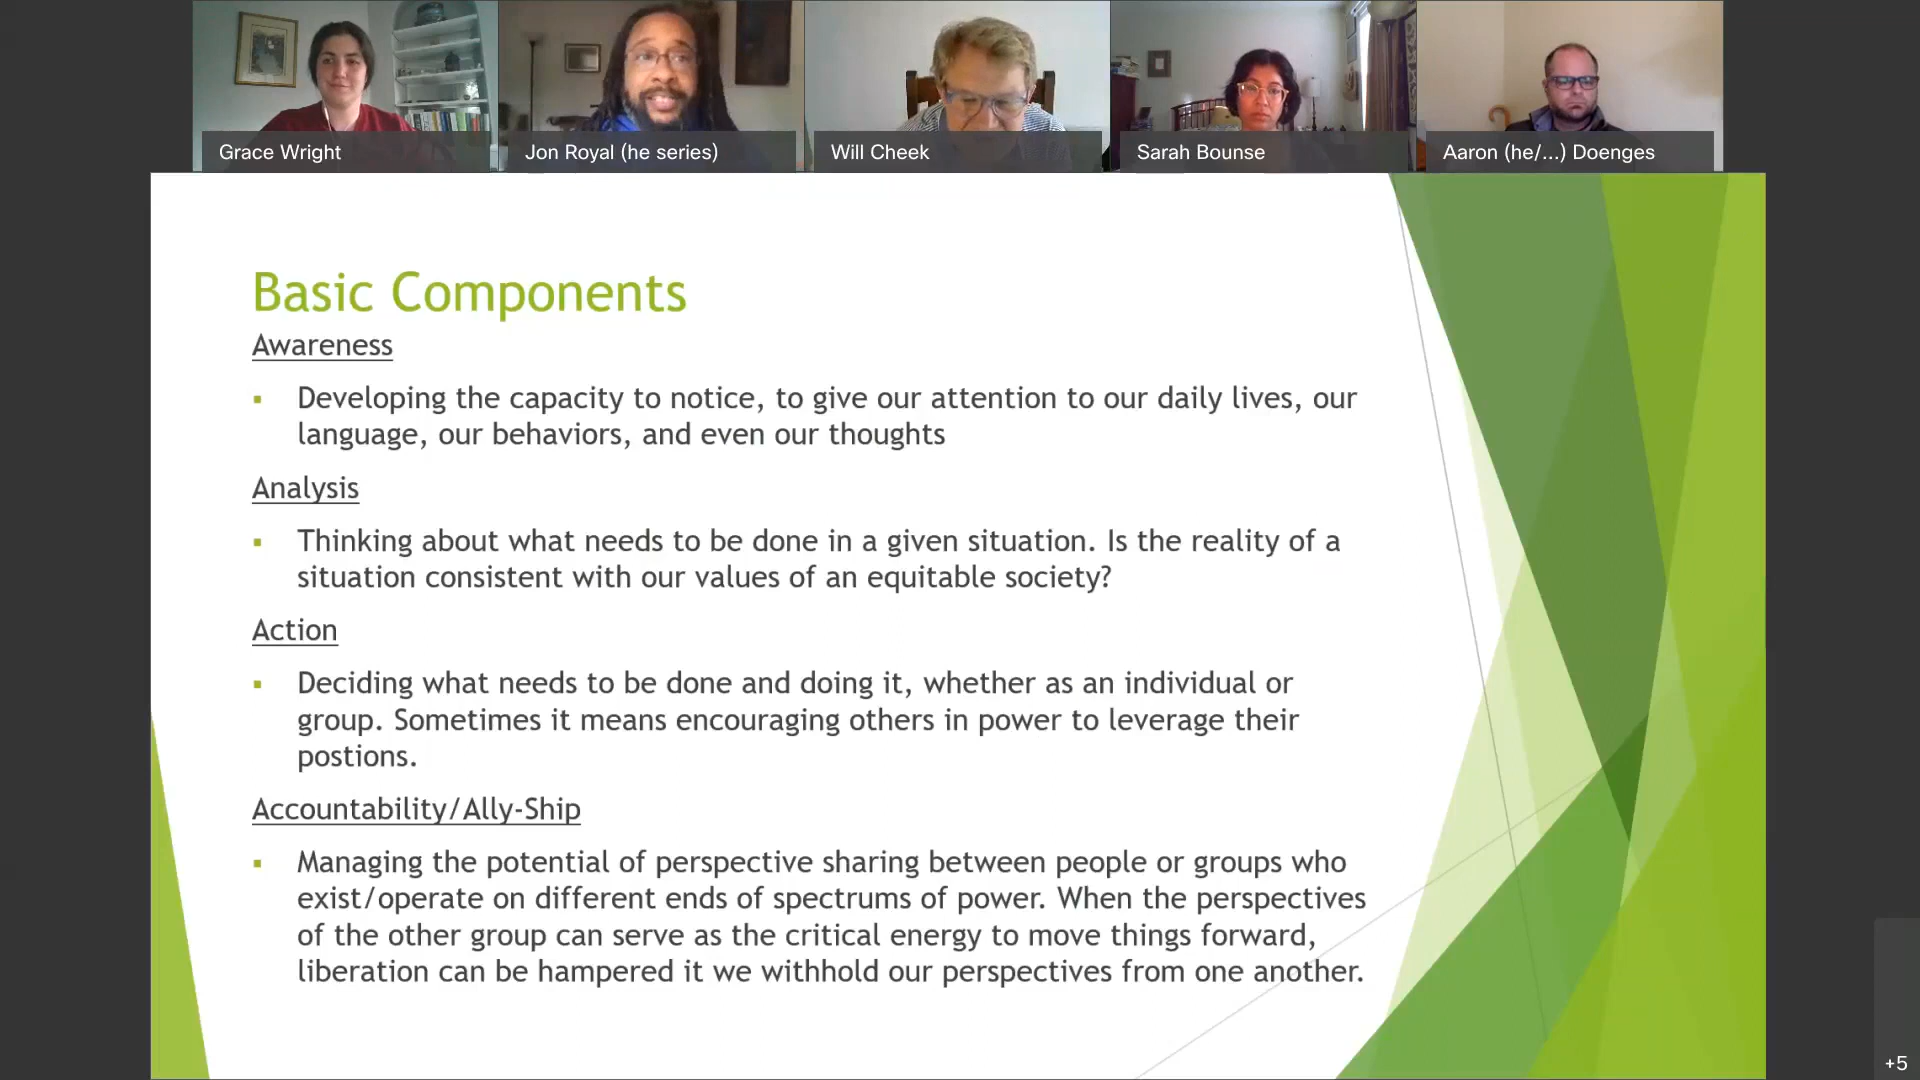 Grace Wright
Jon Royal (he series)
Will Cheek
Sarah Bounse
Aaron (he/...) Doenges
Basic Components
Awareness
▪ Developing the capacity to notice, to give our attention to our daily lives, our
language, our behaviors, and even our thoughts
Analysis
▪ Thinking about what needs to be done in a given situation. Is the reality of a
situation consistent with our values of an equitable society?
Action
▪ Deciding what needs to be done and doing it, whether as an individual or
group. Sometimes it means encouraging others in power to leverage their
postions.
Accountability/Ally-Ship
▪ Managing the potential of perspective sharing between people or groups who
exist/operate on different ends of spectrums of power. When the perspectives
of the other group can serve as the critical energy to move things forward,
liberation can be hampered it we withhold our perspectives from one another.
+5